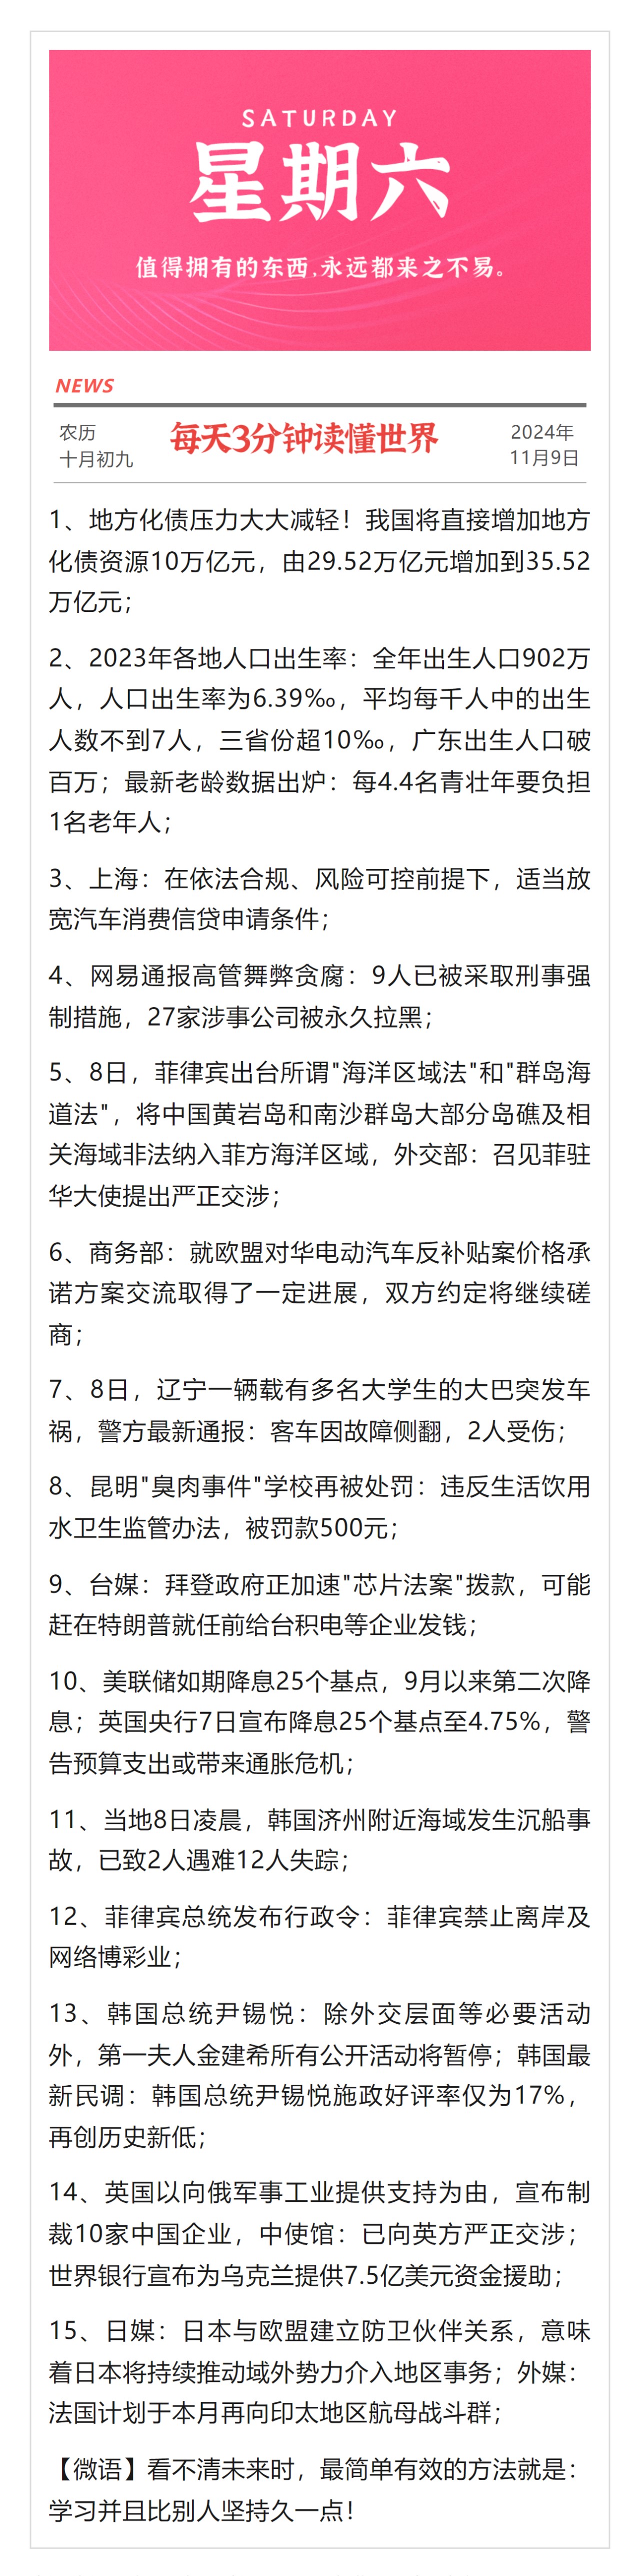 SATURDAY
星期六
值得拥有的东西,永远都来之不易。
NEWS
农历
十月初九
每天3分钟读懂世界
2024年
11月9日
1、地方化债压力大大减轻！我国将直接增加地方
化债资源10万亿元，由29.52万亿元增加到35.52
万亿元；
2、2023年各地人口出生率：全年出生人口902万
人，人口出生率为6.39‰，平均每千人中的出生
人数不到7人，三省份超10‰，广东出生人口破
百万；最新老龄数据出炉：每4.4名青壮年要负担
1名老年人；
3、上海：在依法合规、风险可控前提下，适当放
宽汽车消费信贷申请条件；
4、网易通报高管舞弊贪腐：9人已被采取刑事强
制措施，27家涉事公司被永久拉黑；
5、8日，菲律宾出台所谓"海洋区域法"和"群岛海
道法"，将中国黄岩岛和南沙群岛大部分岛礁及相
关海域非法纳入菲方海洋区域，外交部：召见菲驻
华大使提出严正交涉；
6、商务部：就欧盟对华电动汽车反补贴案价格承
诺方案交流取得了一定进展，双方约定将继续磋
商；
7、8日，辽宁一辆载有多名大学生的大巴突发车
祸，警方最新通报：客车因故障侧翻，2人受伤；
8、昆明"臭肉事件"学校再被处罚：违反生活饮用
水卫生监管办法，被罚款500元；
9、台媒：拜登政府正加速"芯片法案"拨款，可能
赶在特朗普就任前给台积电等企业发钱；
10、美联储如期降息25个基点，9月以来第二次降
息；英国央行7日宣布降息25个基点至4.75%，警
告预算支出或带来通胀危机；
11、当地8日凌晨，韩国济州附近海域发生沉船事
故，已致2人遇难12人失踪；
12、菲律宾总统发布行政令：菲律宾禁止离岸及
网络博彩业；
13、韩国总统尹锡悦：除外交层面等必要活动
外，第一夫人金建希所有公开活动将暂停；韩国最
新民调：韩国总统尹锡悦施政好评率仅为17%，
再创历史新低；
14、英国以向俄军事工业提供支持为由，宣布制
裁10家中国企业，中使馆：已向英方严正交涉；
世界银行宣布为乌克兰提供7.5亿美元资金援助；
15、日媒：日本与欧盟建立防卫伙伴关系，意味
着日本将持续推动域外势力介入地区事务；外媒：
法国计划于本月再向印太地区航母战斗群；
【微语】看不清未来时，最简单有效的方法就是：
学习并且比别人坚持久一点！